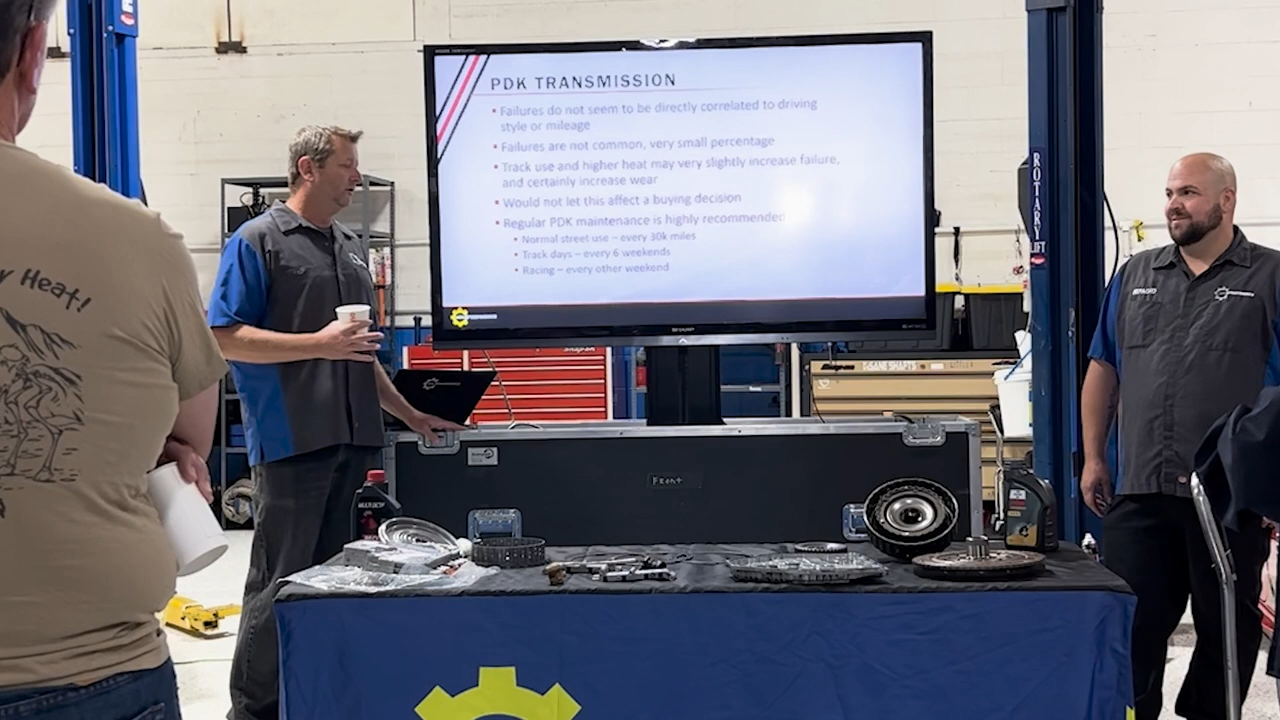 PDK TRANSMISSION
Failures do not seem to be directly correlated to driving
style or mileage
Failures are not common, very small percentage
Track use and higher heat may very slightly increase failure,
and certainly increase wear
Would not let this affect a buying decision
Regular PDK maintenance is highly recommended
Normal street use – every 30k miles
Track days – every 6 weekends
Racing – every other weekend
y Heat!
ROTARY
LIFT
Snap-on
Front